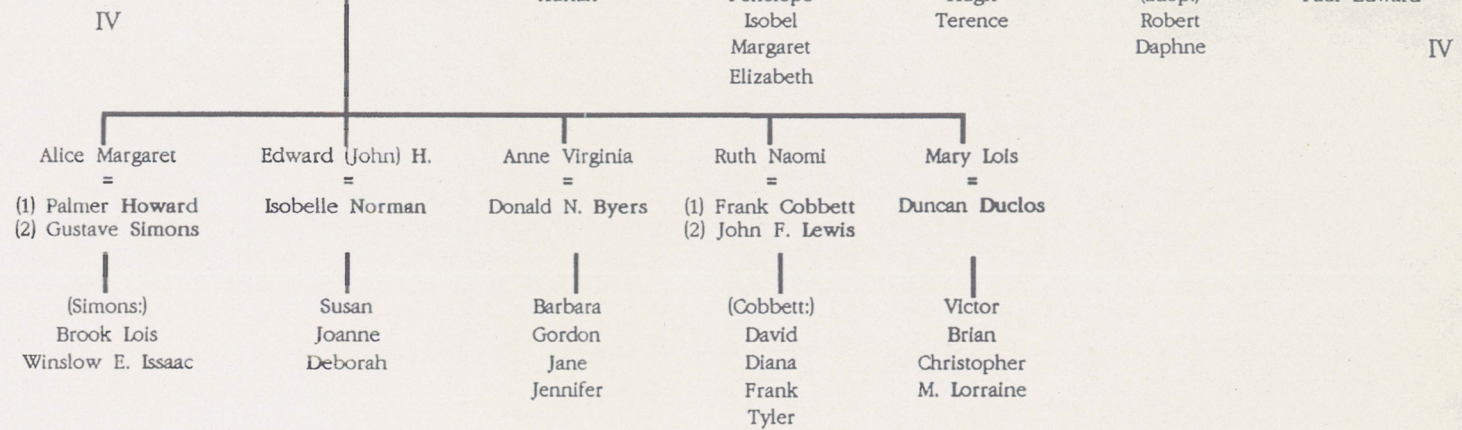 IV
Isobel
Margaret
Elizabeth
Terence
Robert
Daphne
IV
Alice Margaret
=
(1) Palmer Howard
(2) Gustave Simons
(Simons:)
Brook Lois
Winslow E. Issaac
Edward (John) H.
=
Isobelle Norman
Susan
Joanne
Deborah
Anne Virginia
=
Donald N. Byers
Barbara
Gordon
Jane
Jennifer
Ruth Naomi
=
(1) Frank Cobbett
(2) John F. Lewis
(Cobbett:)
David
Diana
Frank
Tyler
Mary Lois
=
Duncan Duclos
Victor
Brian
Christopher
M. Lorraine